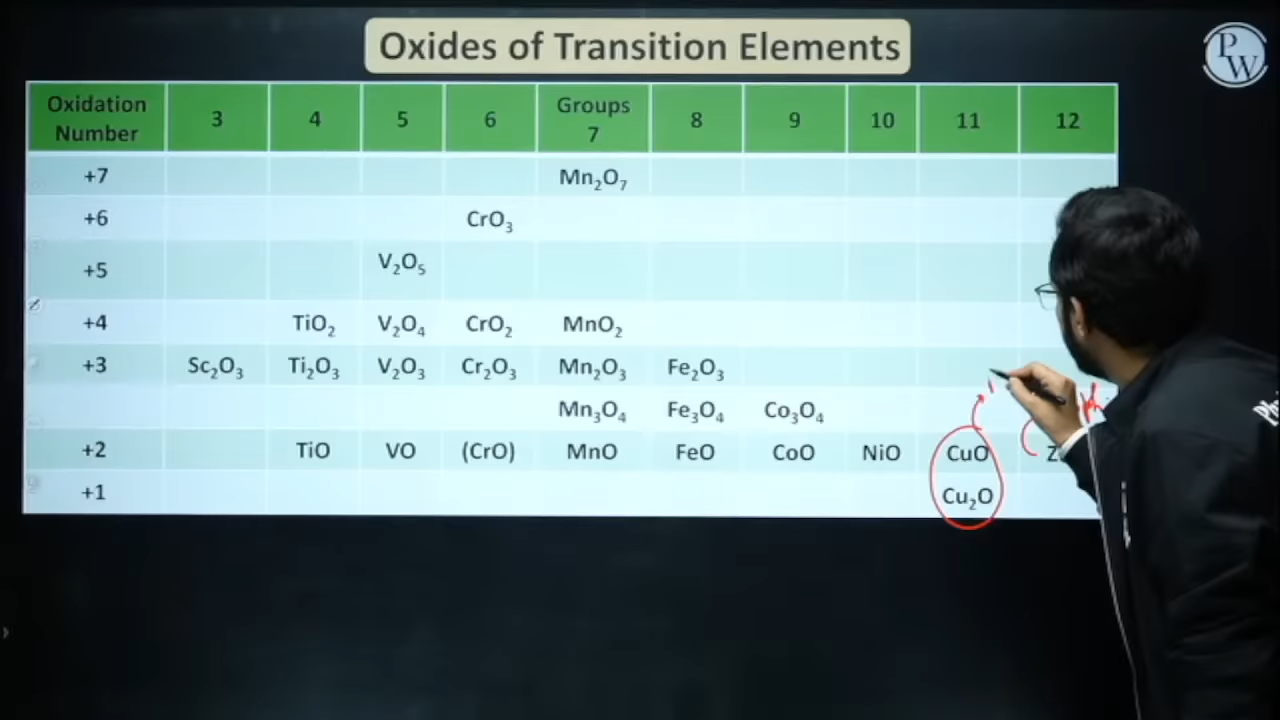 Oxides of Transition Elements
PW
Oxidation Number 3 4 5 6 Groups 7 8 9 10 11 12
+7 Mn₂O₇
+6 CrO₃
+5 V₂O₅
+4 TiO₂ V₂O₄ CrO₂ MnO₂
+3 Sc₂O₃ Ti₂O₃ V₂O₃ Cr₂O₃ Mn₂O₃ Fe₂O₃
Mn₃O₄ Fe₃O₄ Co₃O₄
+2 TiO VO (CrO) MnO FeO CoO NiO CuO
+1 Cu₂O